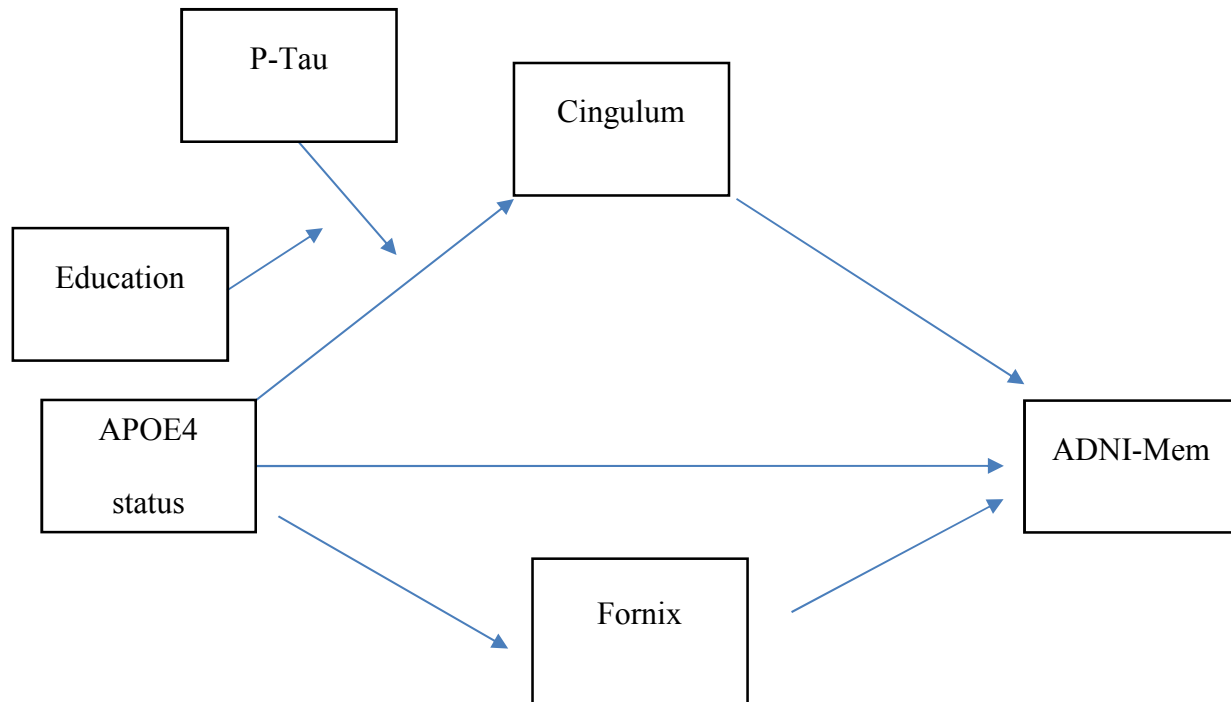 P-Tau
Cingulum
Education
APOE4
status
ADNI-Mem
Fornix